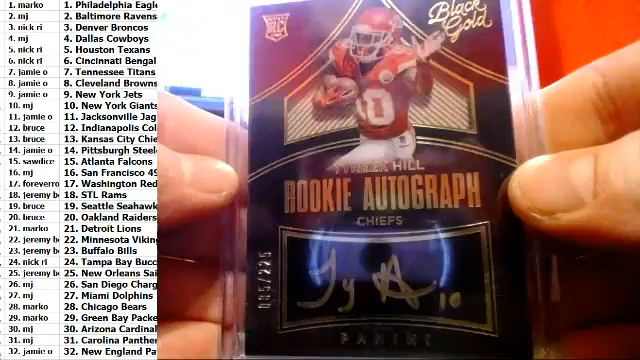 1. marko 1. Philadelphia Eagle
2. mj 2. Baltimore Ravens
3. nick ri 3. Denver Broncos
4. mj 4. Dallas Cowboys
5. nick ri 5. Houston Texans
6. nick ri 6. Cincinnati Bengal
7. jamie o 7. Tennessee Titans
8. jamie o 8. Cleveland Browns
9. jamie o 9. New York Jets
10. mj 10. New York Giants
11. jamie o 11. Jacksonville Jag
12. bruce 12. Indianapolis Col
13. bruce 13. Kansas City Chie
14. jamie o 14. Pittsburgh Steel
15. sawdice 15. Atlanta Falcons
16. mj 16. San Francisco 49
17. foreverro 17. Washington Red
18. jeremy b 18. STL Rams
19. bruce 19. Seattle Seahawk
20. bruce 20. Oakland Raiders
21. marko 21. Detroit Lions
22. jeremy b 22. Minnesota Vikin
23. jeremy b 23. Buffalo Bills
24. nick ri 24. Tampa Bay Bucc
25. jeremy b 25. New Orleans Sai
26. mj 26. San Diego Charg
27. mj 27. Miami Dolphins
28. marko 28. Chicago Bears
29. marko 29. Green Bay Packe
30. mj 30. Arizona Cardinal
31. mj 31. Carolina Panther
32. jamie o 32. New England Pa
RC
Black Gold
10
TYREEK HILL
ROOKIE AUTOGRAPH
CHIEFS
Ty H 10
PANINI